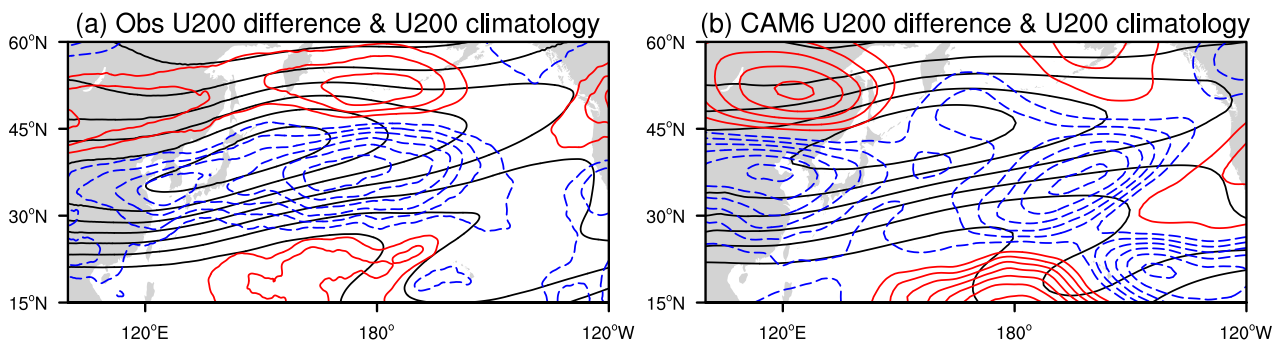 (a) Obs U200 difference & U200 climatology
(b) CAM6 U200 difference & U200 climatology
60°N
45°N
30°N
15°N
120°E
180°
120°W
60°N
45°N
30°N
15°N
120°E
180°
120°W